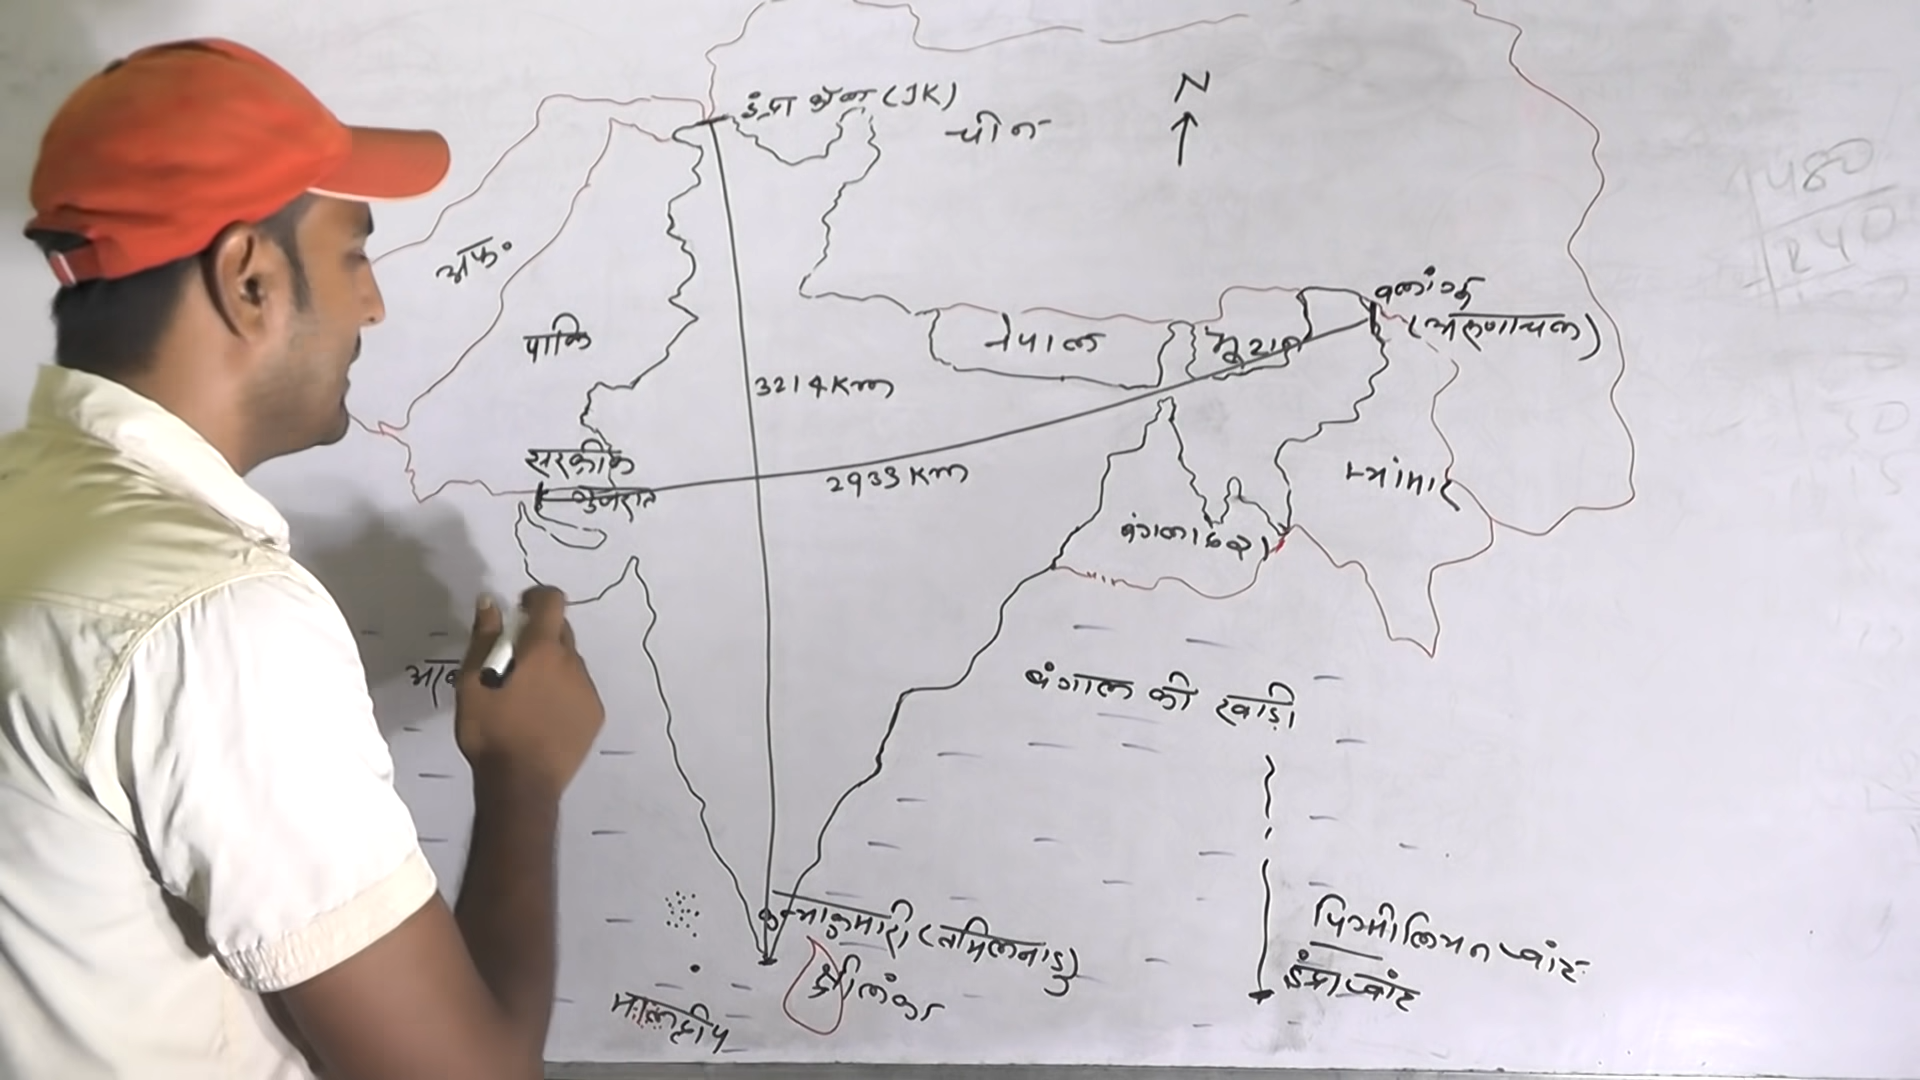 इंद्रा कॉल (JK)
N
चीन
480
240
अफ॰
वलांगई
(अरुणाचल)
पाकि
नेपाल
भूटान
3214 Km
सरक्रीक
गुजरात
2933 Km
म्यांमार
बंगलादेश
बंगाल की खाड़ी
कन्याकुमारी (तमिलनाडु)
पिग्मीलियन प्वांट
इंद्रा प्वांट
श्रीलंका
मालद्वीप